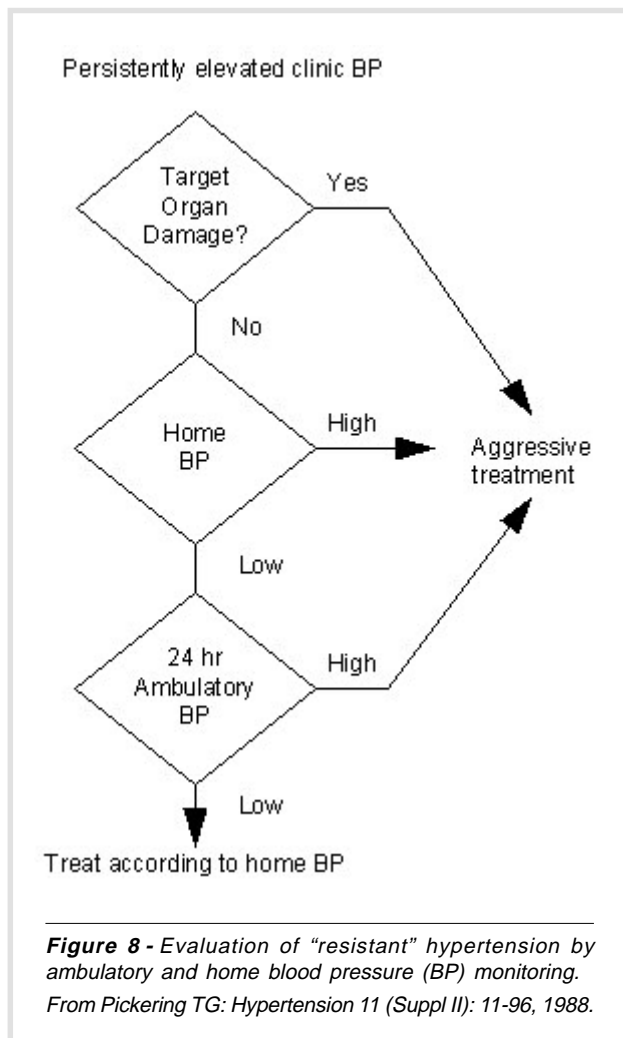 Persistently elevated clinic BP
Target
Organ
Damage?
Yes
No
Home
BP
High
Aggressive
treatment
Low
24 hr
Ambulatory
BP
High
Low
Treat according to home BP
Figure 8 - Evaluation of “resistant” hypertension by
ambulatory and home blood pressure (BP) monitoring.
From Pickering TG: Hypertension 11 (Suppl II): 11-96, 1988.